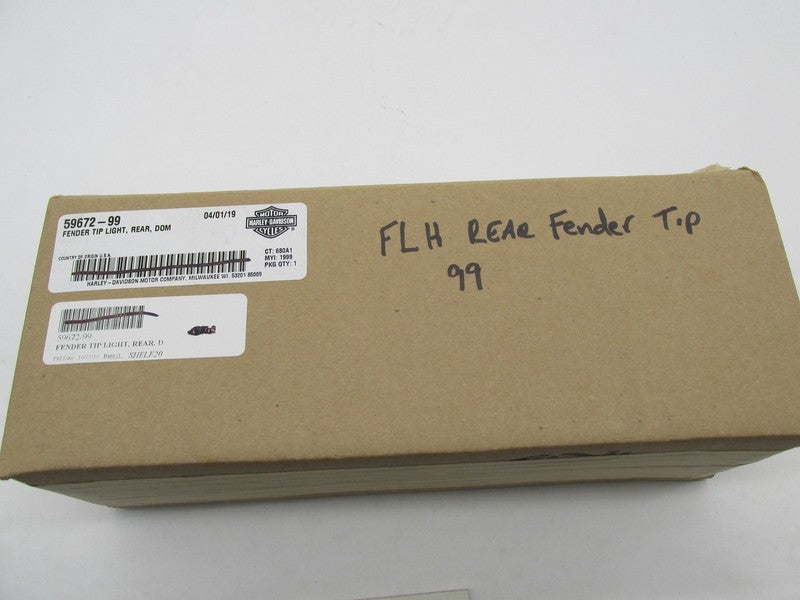 59672-99
04/01/19
FENDER TIP LIGHT, REAR, DOM
MOTOR
HARLEY-DAVIDSON
CYCLES
COUNTRY OF ORIGIN U.S.A.
CT: 680A1
MYI: 1999
PKG QTY: 1
HARLEY-DAVIDSON MOTOR COMPANY, MILWAUKEE WI. 53201 85009
59672-99
FENDER TIP LIGHT, REAR, D
SHELF20
FLH REAR Fender Tip
99